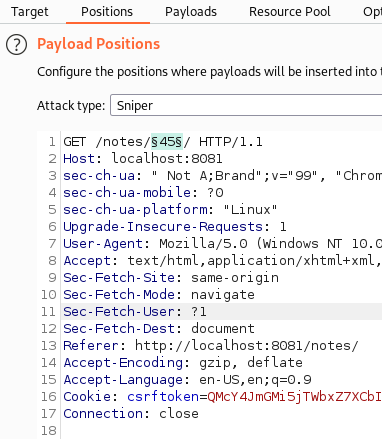 Target Positions Payloads Resource Pool Options
Payload Positions
Configure the positions where payloads will be inserted into
Attack type: Sniper
1 GET /notes/§45§/ HTTP/1.1
2 Host: localhost:8081
3 sec-ch-ua: " Not A;Brand";v="99", "Chrom
4 sec-ch-ua-mobile: ?0
5 sec-ch-ua-platform: "Linux"
6 Upgrade-Insecure-Requests: 1
7 User-Agent: Mozilla/5.0 (Windows NT 10.0
8 Accept: text/html,application/xhtml+xml,
9 Sec-Fetch-Site: same-origin
10 Sec-Fetch-Mode: navigate
11 Sec-Fetch-User: ?1
12 Sec-Fetch-Dest: document
13 Referer: http://localhost:8081/notes/
14 Accept-Encoding: gzip, deflate
15 Accept-Language: en-US,en;q=0.9
16 Cookie: csrftoken=QMcY4JmGMi5jTWbxZ7XCbI
17 Connection: close
18